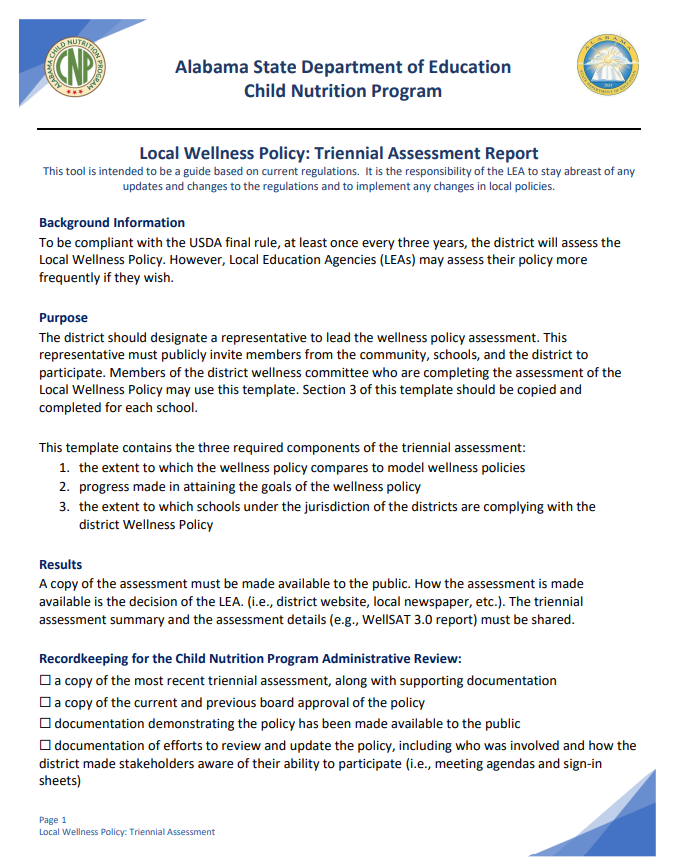 ALABAMA CHILD NUTRITION PROGRAM
CNP
Alabama State Department of Education
Child Nutrition Program
ALABAMA
STATE DEPARTMENT OF EDUCATION
Local Wellness Policy: Triennial Assessment Report
This tool is intended to be a guide based on current regulations.  It is the responsibility of the LEA to stay abreast of any
updates and changes to the regulations and to implement any changes in local policies.
Background Information
To be compliant with the USDA final rule, at least once every three years, the district will assess the
Local Wellness Policy. However, Local Education Agencies (LEAs) may assess their policy more
frequently if they wish.
Purpose
The district should designate a representative to lead the wellness policy assessment. This
representative must publicly invite members from the community, schools, and the district to
participate. Members of the district wellness committee who are completing the assessment of the
Local Wellness Policy may use this template. Section 3 of this template should be copied and
completed for each school.
This template contains the three required components of the triennial assessment:
1. the extent to which the wellness policy compares to model wellness policies
2. progress made in attaining the goals of the wellness policy
3. the extent to which schools under the jurisdiction of the districts are complying with the
district Wellness Policy
Results
A copy of the assessment must be made available to the public. How the assessment is made
available is the decision of the LEA. (i.e., district website, local newspaper, etc.). The triennial
assessment summary and the assessment details (e.g., WellSAT 3.0 report) must be shared.
Recordkeeping for the Child Nutrition Program Administrative Review:
☐ a copy of the most recent triennial assessment, along with supporting documentation
☐ a copy of the current and previous board approval of the policy
☐ documentation demonstrating the policy has been made available to the public
☐ documentation of efforts to review and update the policy, including who was involved and how the
district made stakeholders aware of their ability to participate (i.e., meeting agendas and sign-in
sheets)
Page 1
Local Wellness Policy: Triennial Assessment